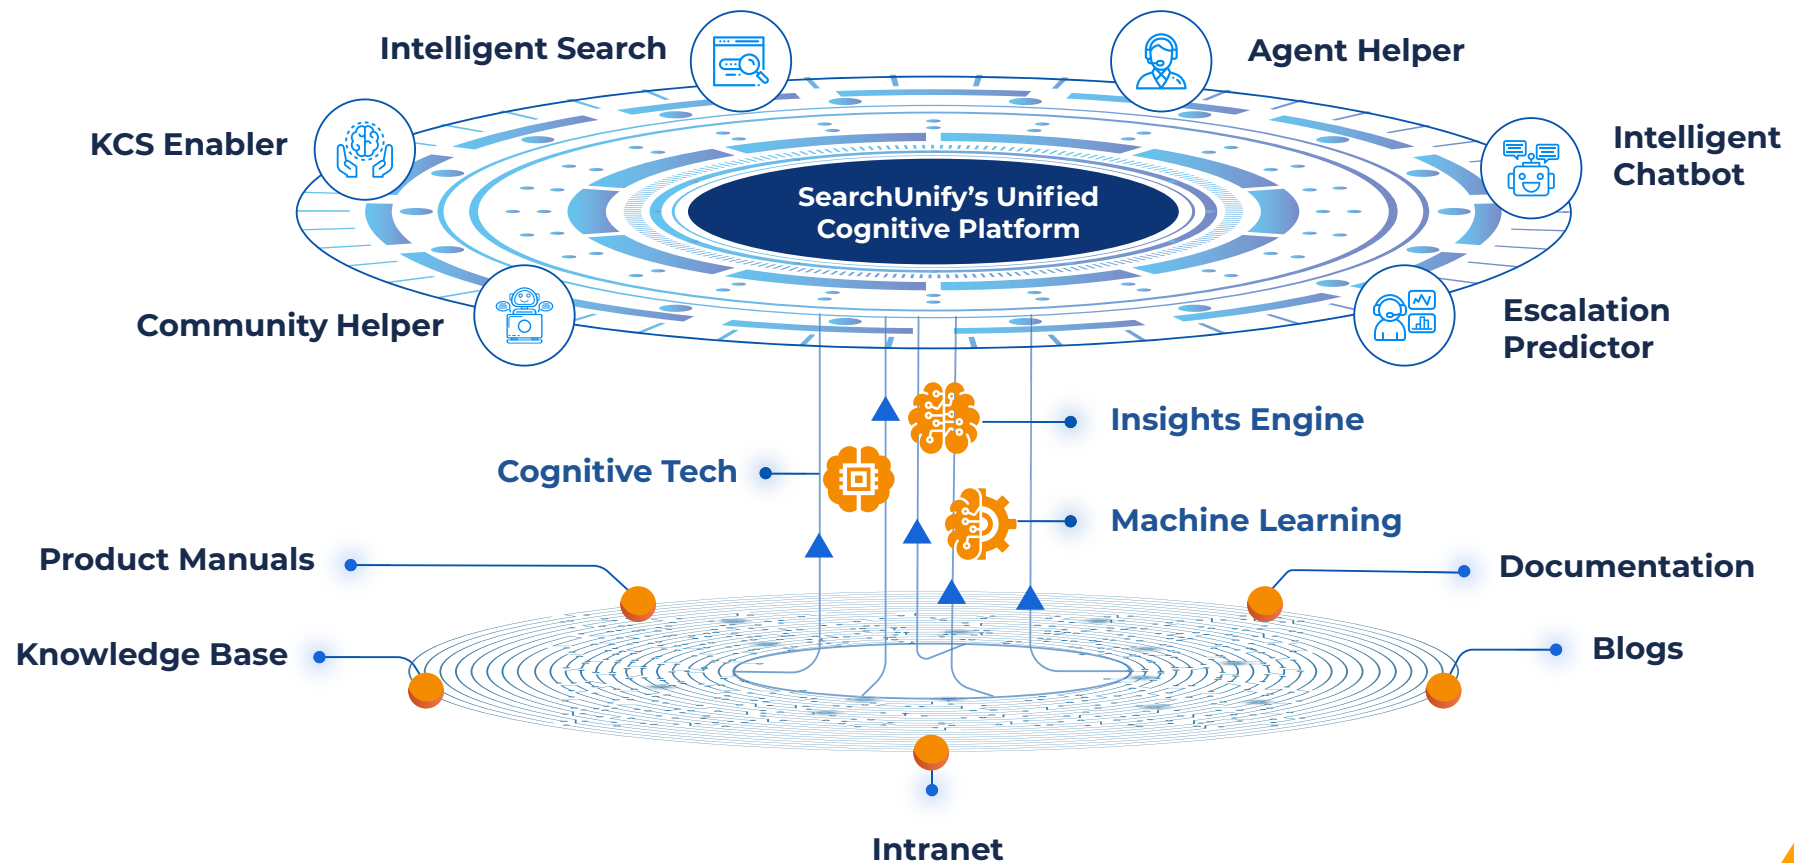 Intelligent Search
Agent Helper
KCS Enabler
Intelligent
Chatbot
SearchUnify’s Unified
Cognitive Platform
Community Helper
Escalation
Predictor
Insights Engine
Cognitive Tech
Machine Learning
Product Manuals
Documentation
Knowledge Base
Blogs
Intranet